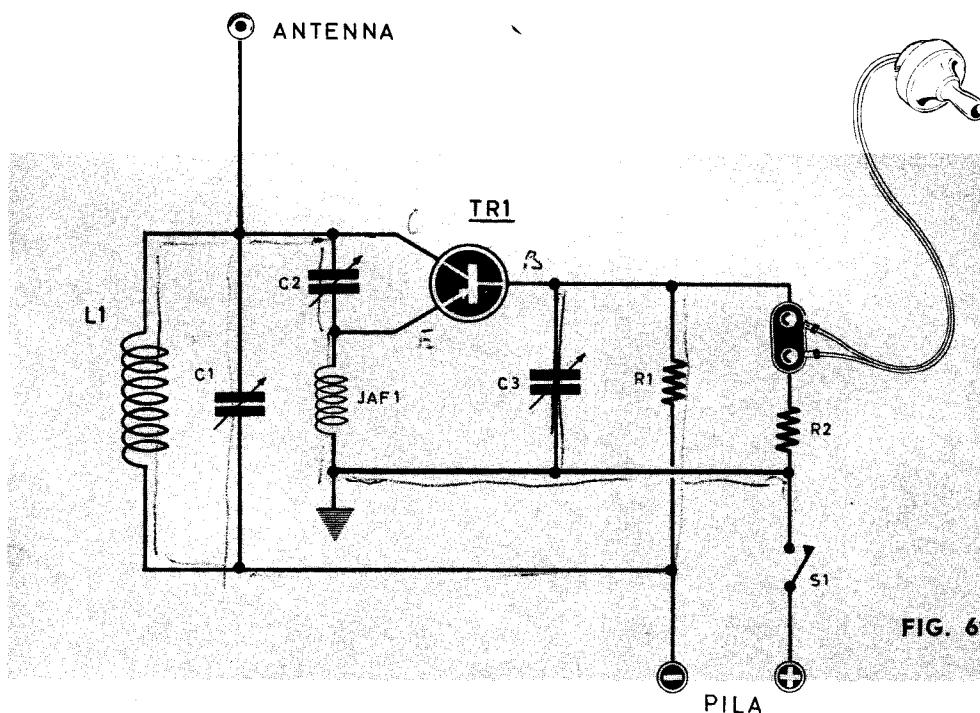 ANTENNA
TR1
C
B
C2
L1
E
C1
JAF1
C3
R1
R2
S1
FIG. 6
−
+
PILA